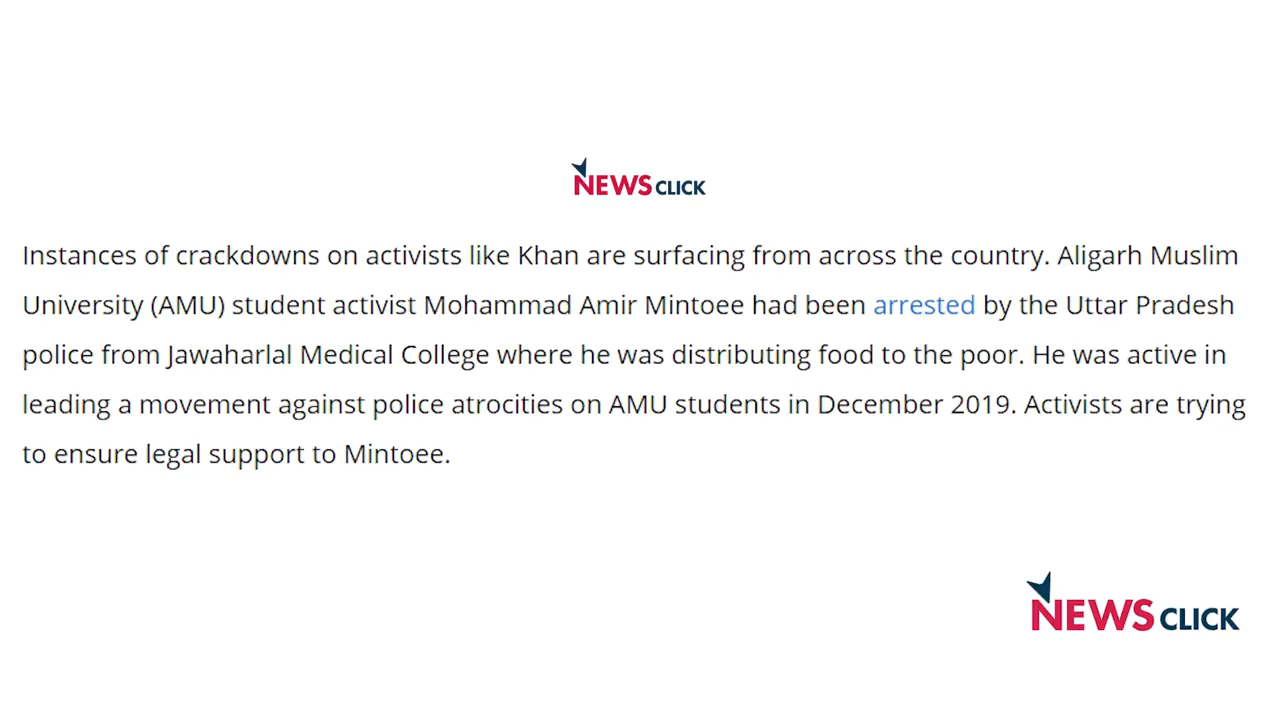 NEWS CLICK
Instances of crackdowns on activists like Khan are surfacing from across the country. Aligarh Muslim
University (AMU) student activist Mohammad Amir Mintoee had been arrested by the Uttar Pradesh
police from Jawaharlal Medical College where he was distributing food to the poor. He was active in
leading a movement against police atrocities on AMU students in December 2019. Activists are trying
to ensure legal support to Mintoee.
NEWS CLICK